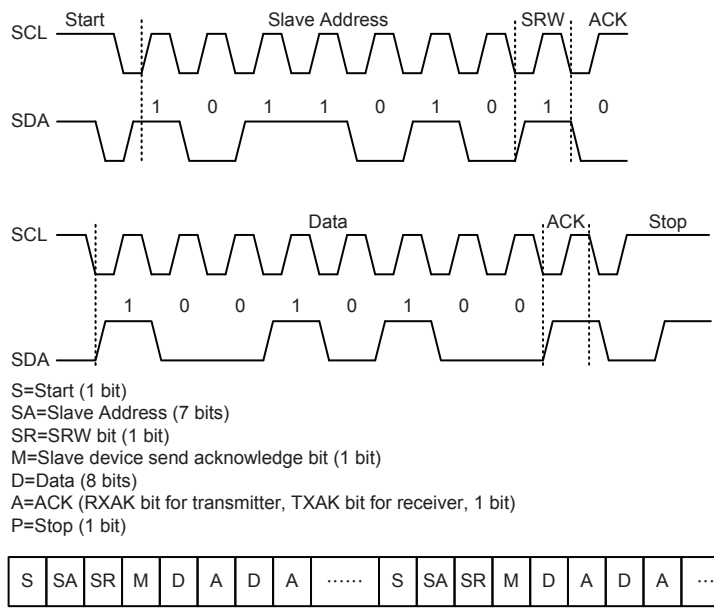 Start Slave Address SRW ACK
SCL
1 0 1 1 0 1 0 1 0
SDA
Data ACK Stop
SCL
1 0 0 1 0 1 0 0
SDA
S=Start (1 bit)
SA=Slave Address (7 bits)
SR=SRW bit (1 bit)
M=Slave device send acknowledge bit (1 bit)
D=Data (8 bits)
A=ACK (RXAK bit for transmitter, TXAK bit for receiver, 1 bit)
P=Stop (1 bit)
S SA SR M D A D A ...... S SA SR M D A D A ...